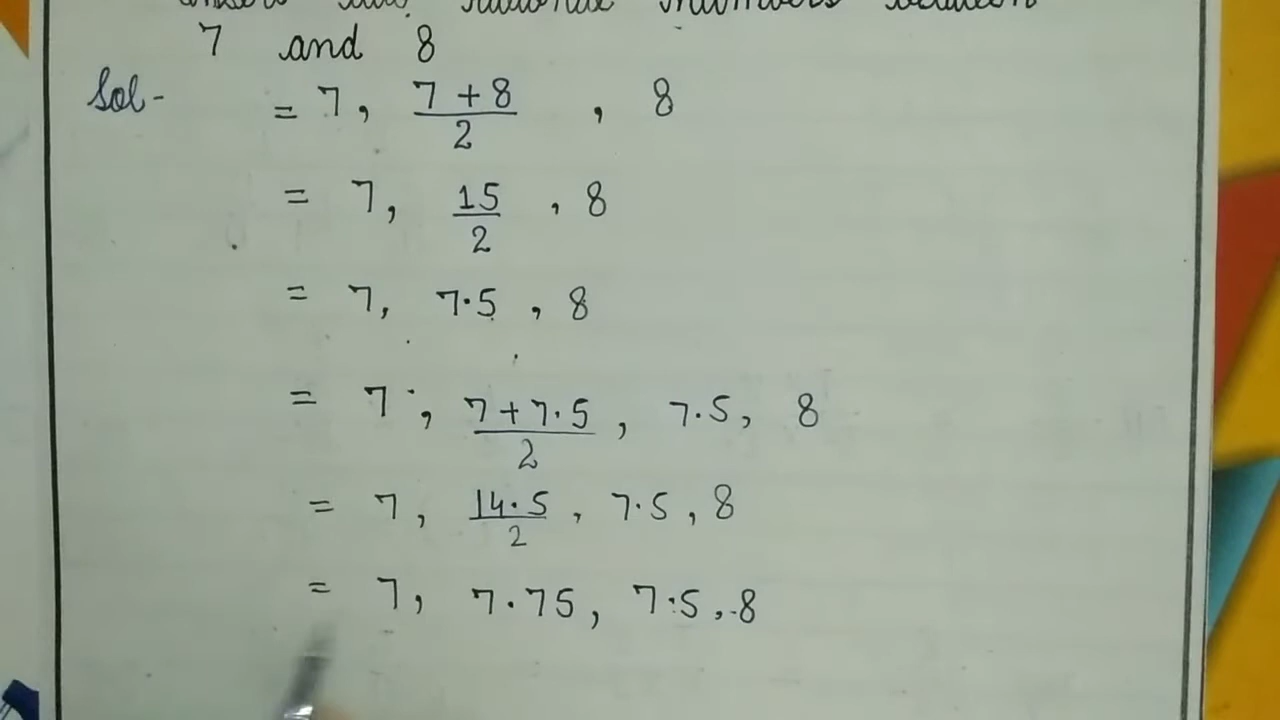 numbers between
7 and 8
Sol- = 7, 7 + 8 / 2 , 8
= 7, 15 / 2 , 8
= 7, 7.5 , 8
= 7 , 7 + 7.5 / 2 , 7.5, 8
= 7, 14.5 / 2 , 7.5, 8
= 7, 7.75, 7.5, 8